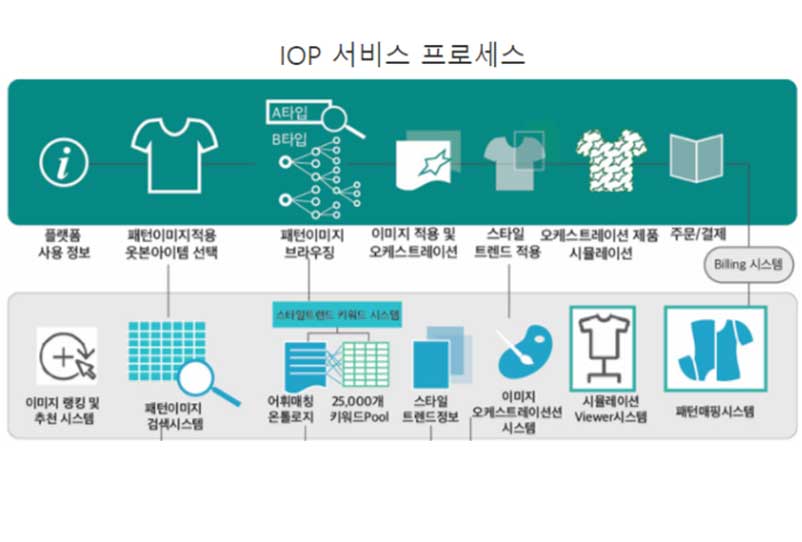 IOP 서비스 프로세스
A타입
B타입
플랫폼
사용 정보
패턴이미지적용
옷본아이템 선택
패턴이미지
브라우징
이미지 적용 및
오케스트레이션
스타일
트렌드 적용
오케스트레이션 제품
시뮬레이션
주문/결제
Billing 시스템
스타일트렌드 키워드 시스템
이미지 랭킹 및
추천 시스템
패턴이미지
검색시스템
어휘매칭
온톨로지
25,000개
키워드Pool
스타일
트렌드정보
이미지
오케스트레이션션
시스템
시뮬레이션
Viewer시스템
패턴매핑시스템